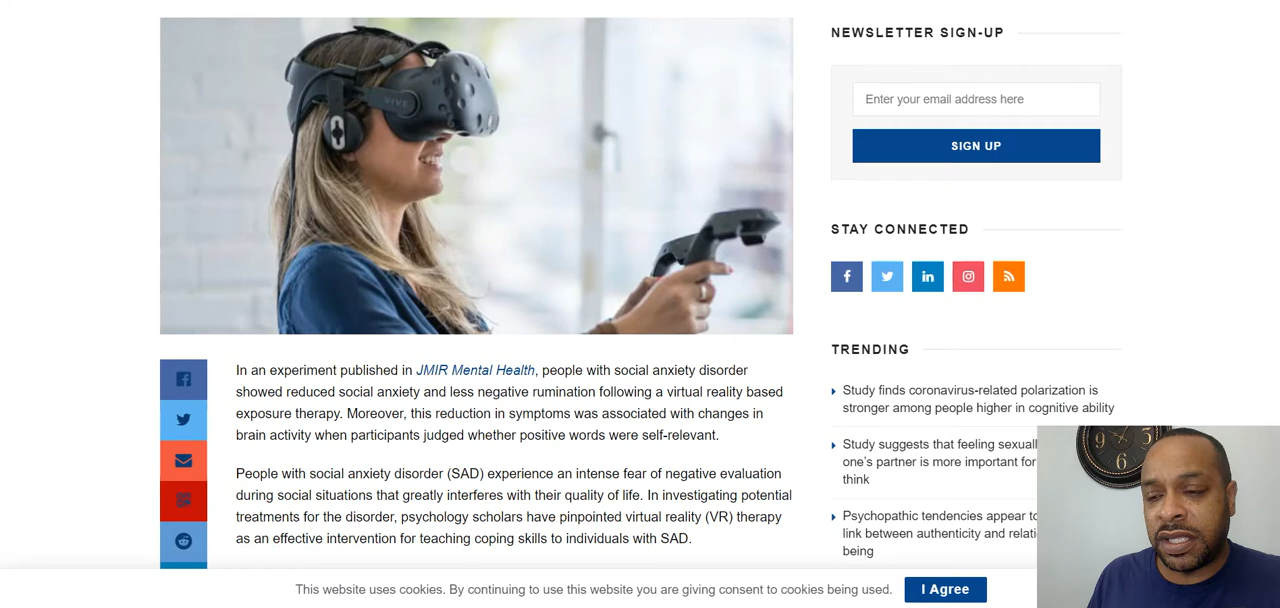 VIVE
In an experiment published in JMIR Mental Health, people with social anxiety disorder
showed reduced social anxiety and less negative rumination following a virtual reality based
exposure therapy. Moreover, this reduction in symptoms was associated with changes in
brain activity when participants judged whether positive words were self-relevant.
People with social anxiety disorder (SAD) experience an intense fear of negative evaluation
during social situations that greatly interferes with their quality of life. In investigating potential
treatments for the disorder, psychology scholars have pinpointed virtual reality (VR) therapy
as an effective intervention for teaching coping skills to individuals with SAD.
NEWSLETTER SIGN-UP
Enter your email address here
SIGN UP
STAY CONNECTED
TRENDING
Study finds coronavirus-related polarization is
stronger among people higher in cognitive ability
Study suggests that feeling sexuall
one's partner is more important for
think
Psychopathic tendencies appear to
link between authenticity and relati
being
This website uses cookies. By continuing to use this website you are giving consent to cookies being used.
I Agree